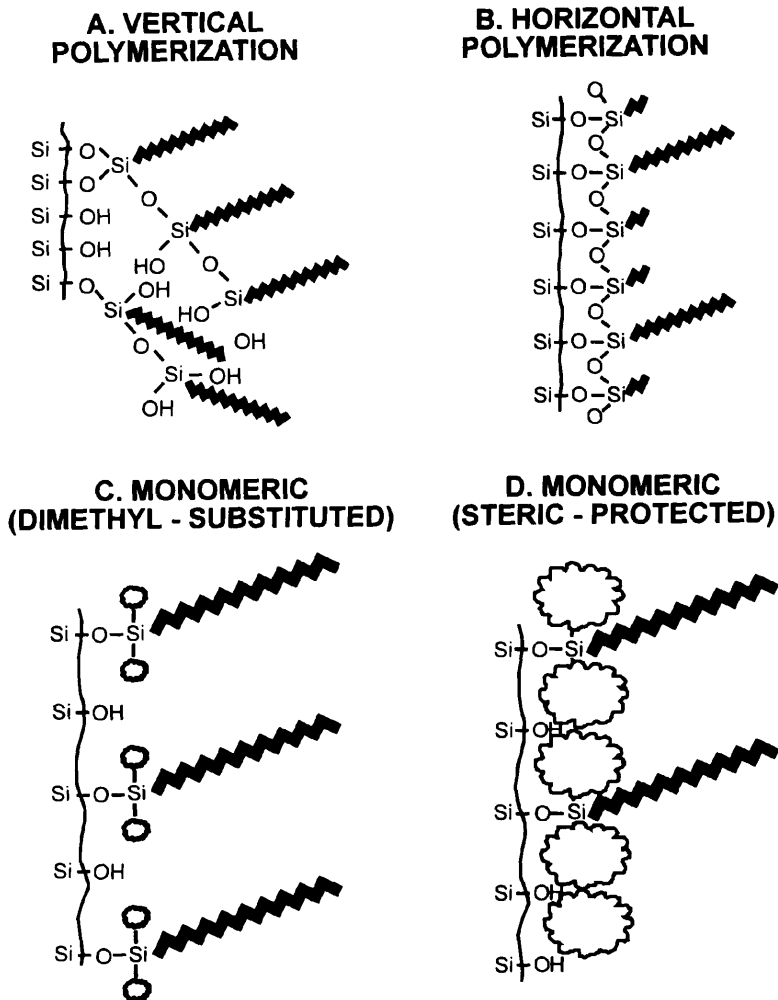 A. VERTICAL
POLYMERIZATION
Si O
Si
Si O
O
Si OH
Si
Si OH
HO O
Si O
OH Si
Si HO
O OH
Si OH
OH
B. HORIZONTAL
POLYMERIZATION
O
Si O Si
O
Si O Si
O
Si O Si
O
Si O Si
O
Si O Si
O
Si O Si
O
C. MONOMERIC
(DIMETHYL - SUBSTITUTED)
Si O Si
Si OH
Si O Si
Si OH
Si O Si
D. MONOMERIC
(STERIC - PROTECTED)
Si O Si
Si OH
Si O Si
Si OH
Si OH